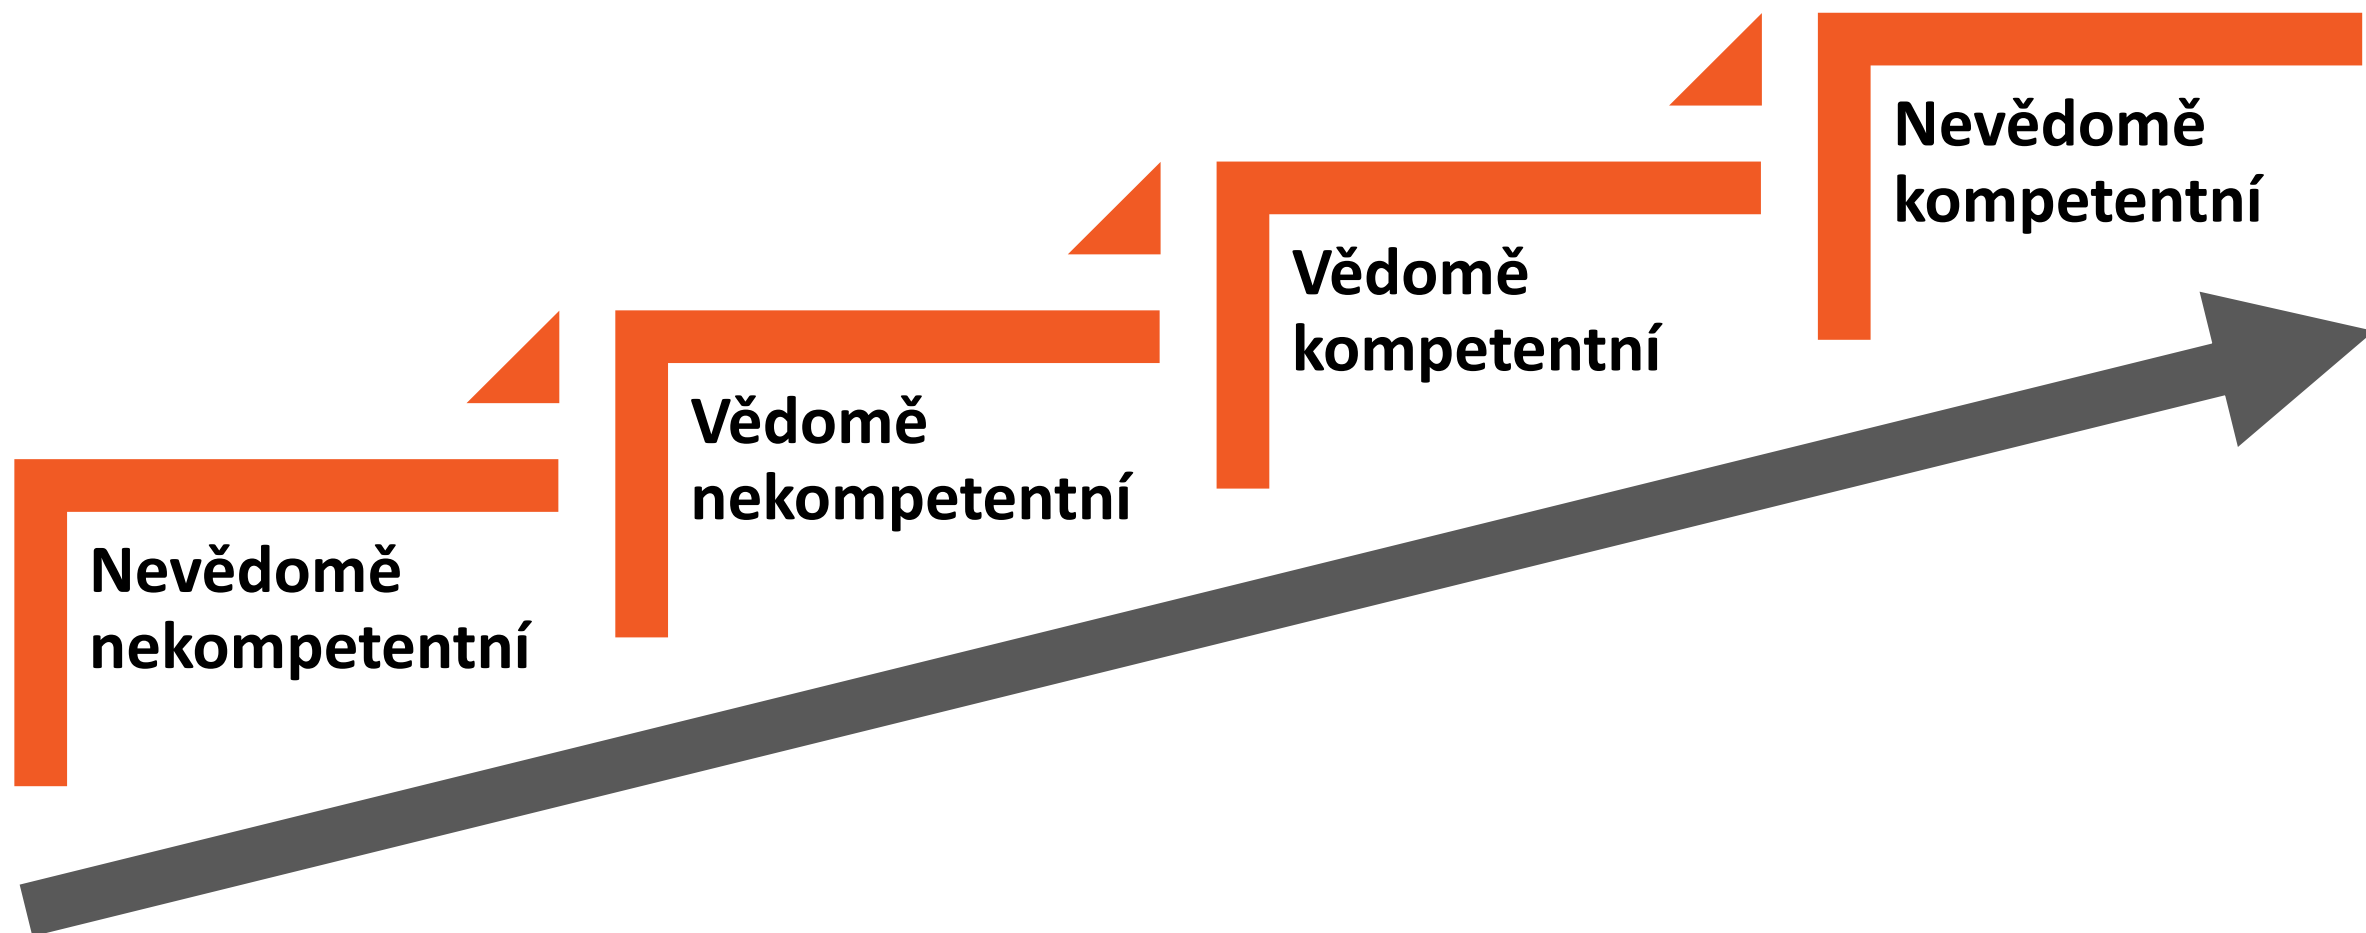 Nevědomě
nekompetentní
Vědomě
nekompetentní
Vědomě
kompetentní
Nevědomě
kompetentní